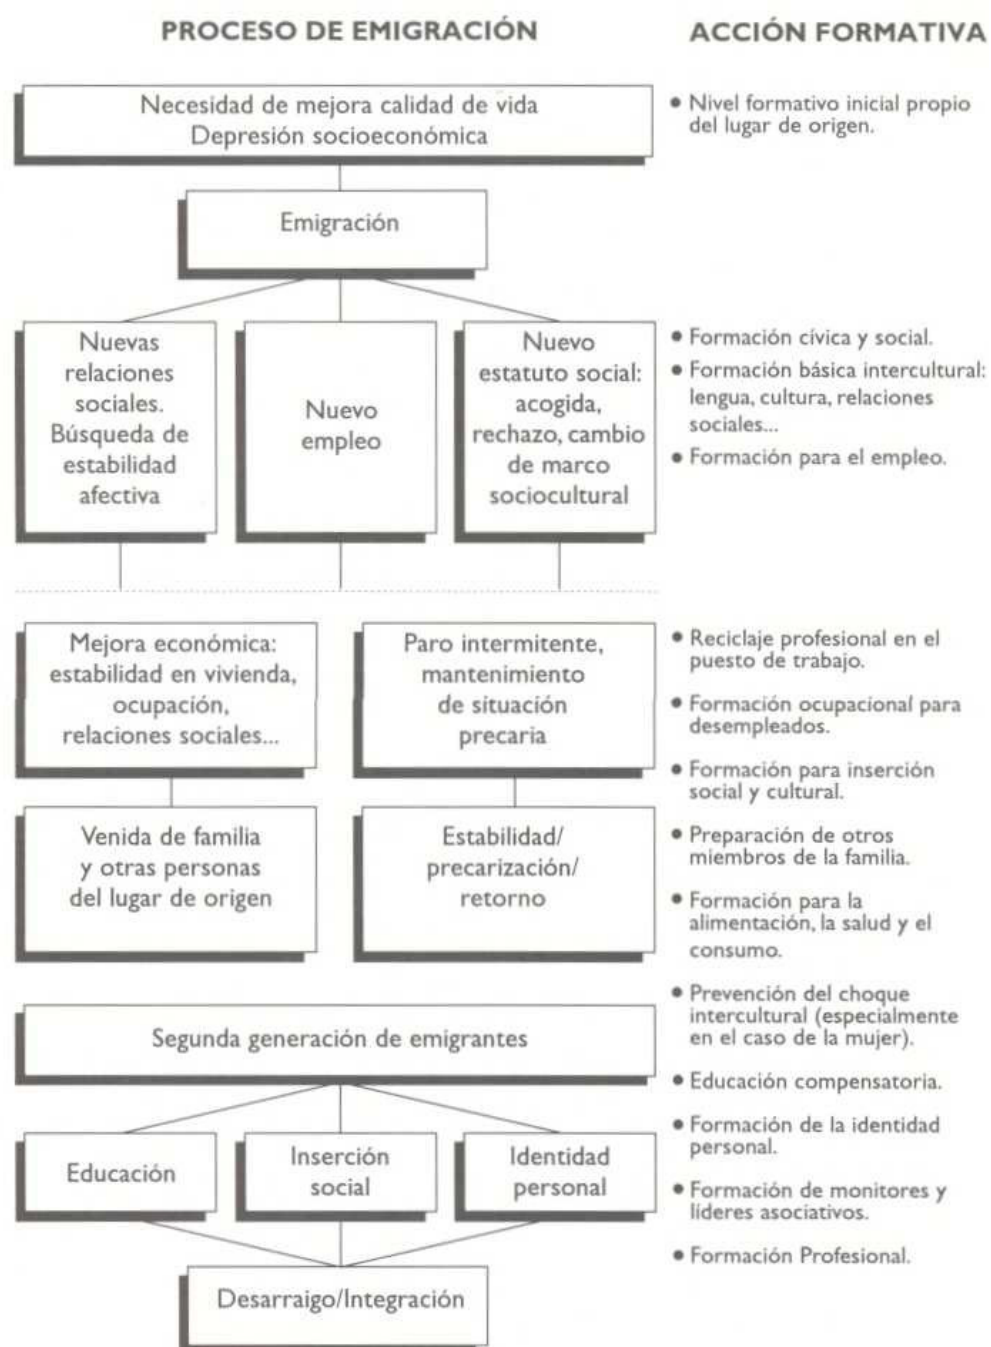 PROCESO DE EMIGRACIÓN
ACCIÓN FORMATIVA
Necesidad de mejora calidad de vida
Depresión socioeconómica
• Nivel formativo inicial propio
del lugar de origen.
Emigración
Nuevas
relaciones
sociales.
Búsqueda de
estabilidad
afectiva
Nuevo
empleo
Nuevo
estatuto social:
acogida,
rechazo, cambio
de marco
sociocultural
• Formación cívica y social.
• Formación básica intercultural:
lengua, cultura, relaciones
sociales...
• Formación para el empleo.
Mejora económica:
estabilidad en vivienda,
ocupación,
relaciones sociales...
Paro intermitente,
mantenimiento
de situación
precaria
Venida de familia
y otras personas
del lugar de origen
Estabilidad/
precarización/
retorno
• Reciclaje profesional en el
puesto de trabajo.
• Formación ocupacional para
desempleados.
• Formación para inserción
social y cultural.
• Preparación de otros
miembros de la familia.
• Formación para la
alimentación, la salud y el
consumo.
• Prevención del choque
intercultural (especialmente
en el caso de la mujer).
• Educación compensatoria.
• Formación de la identidad
personal.
• Formación de monitores y
líderes asociativos.
• Formación Profesional.
Segunda generación de emigrantes
Educación
Inserción
social
Identidad
personal
Desarraigo/Integración